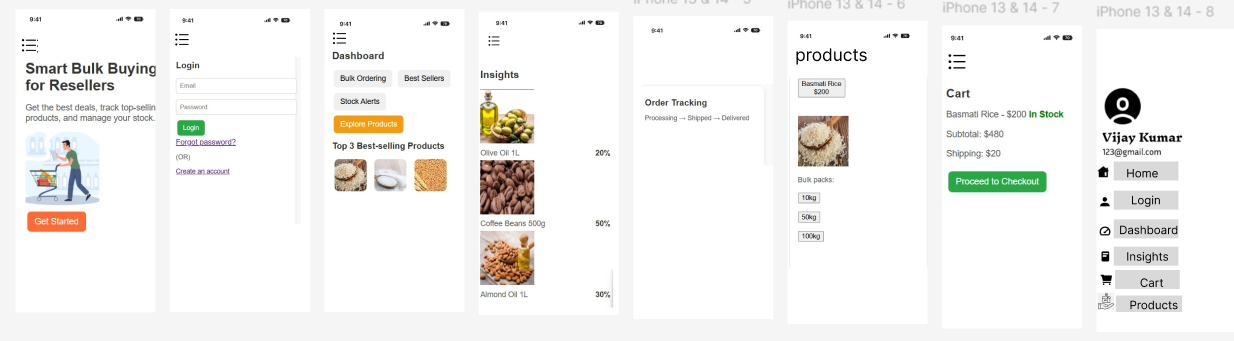 iPhone 13 & 14 - 5
iPhone 13 & 14 - 6
iPhone 13 & 14 - 7
iPhone 13 & 14 - 8
9:41
Smart Bulk Buying
for Resellers
Get the best deals, track top-sellin
products, and manage your stock.
Get Started
9:41
Login
Email
Password
Login
Forgot password?
(OR)
Create an account
9:41
Dashboard
Bulk Ordering
Best Sellers
Stock Alerts
Explore Products
Top 3 Best-selling Products
9:41
Insights
Olive Oil 1L 20%
Coffee Beans 500g 50%
Almond Oil 1L 30%
9:41
Order Tracking
Processing → Shipped → Delivered
9:41
products
Basmati Rice
$200
Bulk packs:
10kg
50kg
100kg
9:41
Cart
Basmati Rice - $200 In Stock
Subtotal: $480
Shipping: $20
Proceed to Checkout
Vijay Kumar
123@gmail.com
Home
Login
Dashboard
Insights
Cart
Products